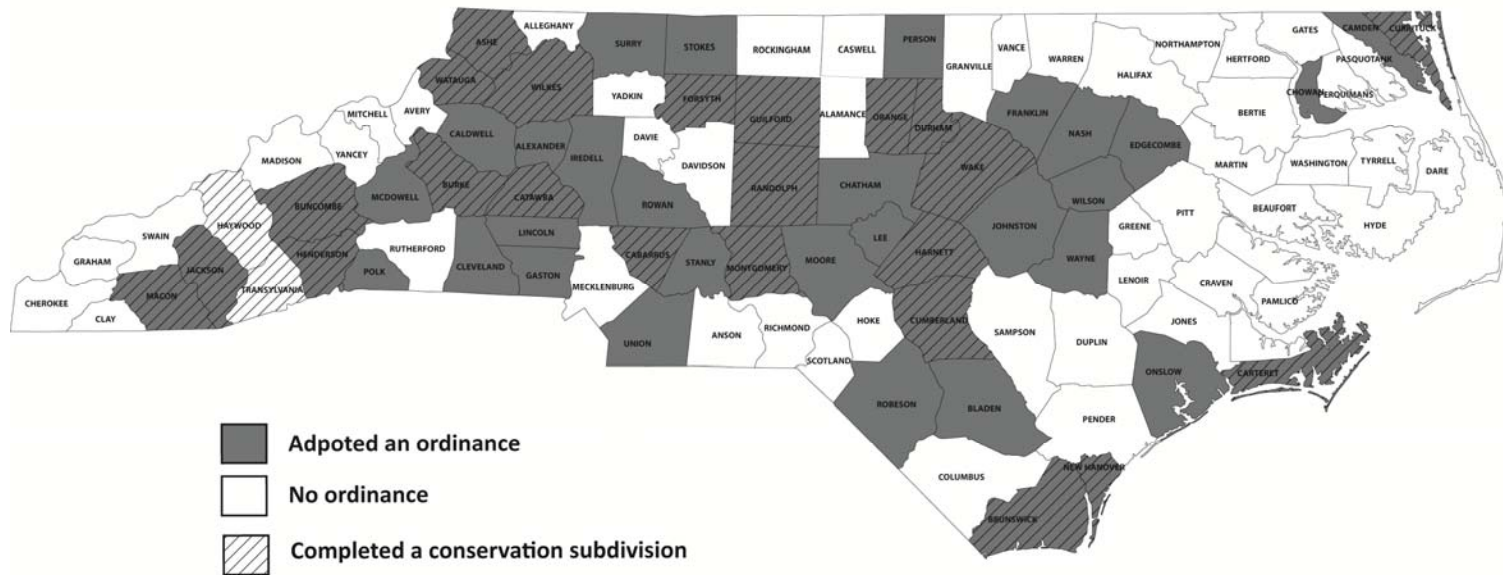 ALLEGHANY
ASHE
SURRY
STOKES
ROCKINGHAM
CASWELL
PERSON
GRANVILLE
VANCE
WARREN
NORTHAMPTON
GATES
CAMDEN
CURRITUCK
HERTFORD
HALIFAX
PASQUOTANK
WATAUGA
WILKES
YADKIN
FORSYTH
GUILFORD
ALAMANCE
ORANGE
DURHAM
FRANKLIN
NASH
EDGECOMBE
BERTIE
CHOWAN
PERQUIMANS
MITCHELL
AVERY
CALDWELL
ALEXANDER
IREDELL
DAVIE
DAVIDSON
MADISON
YANCEY
RANDOLPH
CHATHAM
WAKE
WILSON
MARTIN
WASHINGTON
TYRRELL
DARE
BUNCOMBE
MCDOWELL
BURKE
CATAWBA
ROWAN
HAYWOOD
SWAIN
GRAHAM
JACKSON
HENDERSON
RUTHERFORD
LINCOLN
CABARRUS
STANLY
MONTGOMERY
MOORE
LEE
HARNETT
JOHNSTON
WAYNE
GREENE
PITT
BEAUFORT
HYDE
CHEROKEE
CLAY
MACON
TRANSYLVANIA
POLK
CLEVELAND
GASTON
MECKLENBURG
LENOIR
CRAVEN
PAMLICO
UNION
ANSON
RICHMOND
SCOTLAND
HOKE
CUMBERLAND
SAMPSON
DUPLIN
JONES
ONSLOW
CARTERET
ROBESON
BLADEN
PENDER
COLUMBUS
NEW HANOVER
BRUNSWICK
Adpoted an ordinance
No ordinance
Completed a conservation subdivision